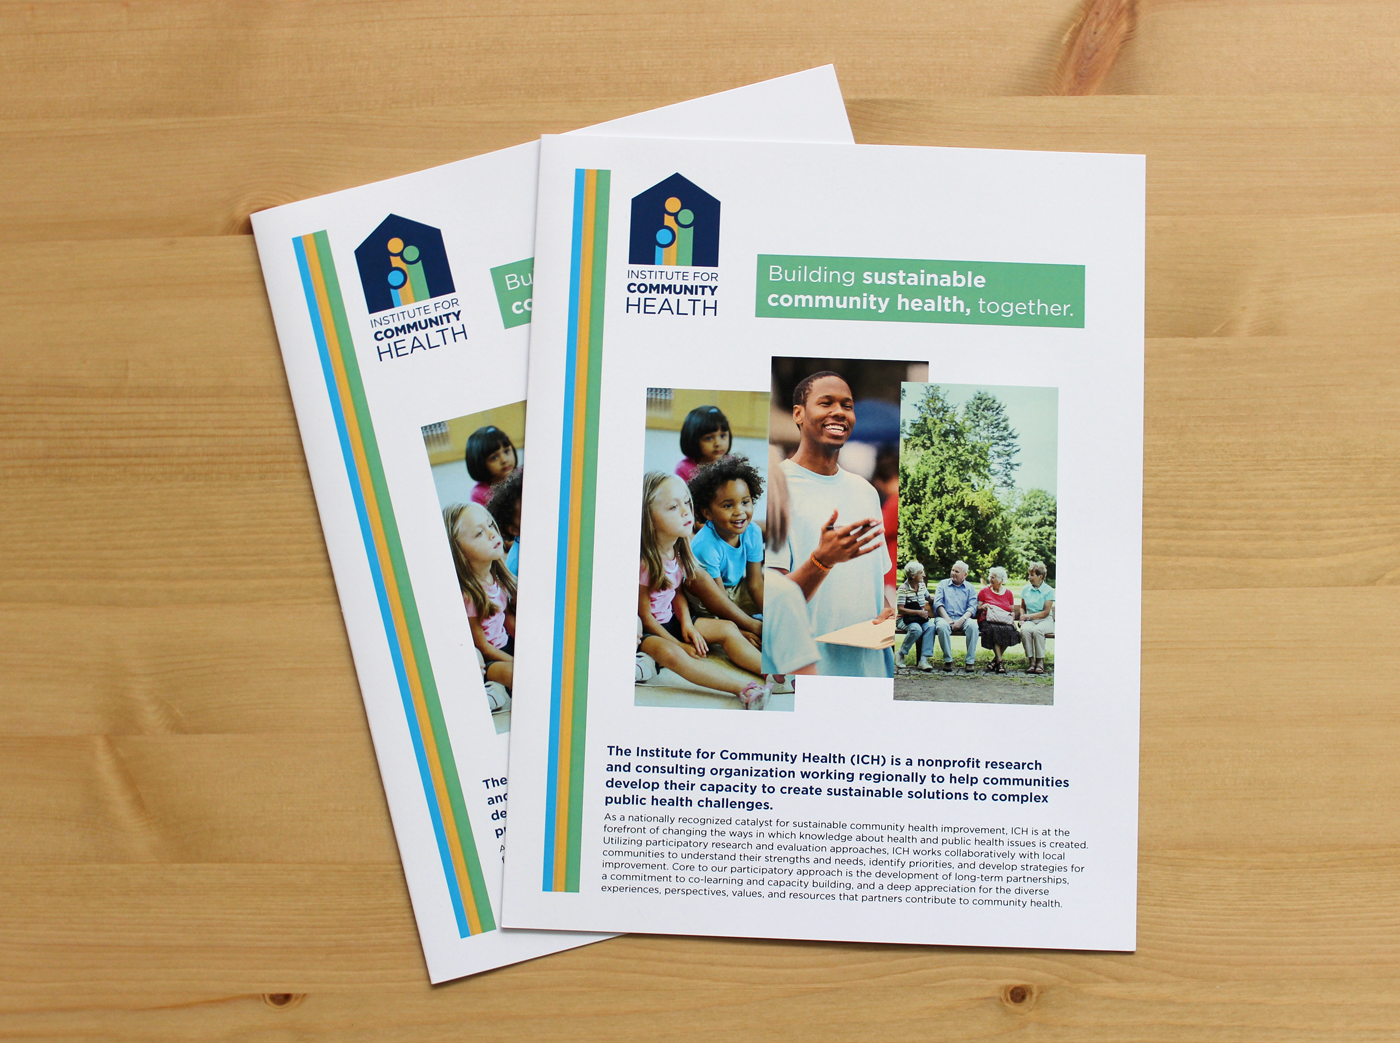 INSTITUTE FOR
COMMUNITY
HEALTH
Bu
co
The
and
de
pr
INSTITUTE FOR
COMMUNITY
HEALTH
Building sustainable
community health, together.
The Institute for Community Health (ICH) is a nonprofit research
and consulting organization working regionally to help communities
develop their capacity to create sustainable solutions to complex
public health challenges.
As a nationally recognized catalyst for sustainable community health improvement, ICH is at the
forefront of changing the ways in which knowledge about health and public health issues is created.
Utilizing participatory research and evaluation approaches, ICH works collaboratively with local
communities to understand their strengths and needs, identify priorities, and develop strategies for
improvement. Core to our participatory approach is the development of long-term partnerships,
a commitment to co-learning and capacity building, and a deep appreciation for the diverse
experiences, perspectives, values, and resources that partners contribute to community health.